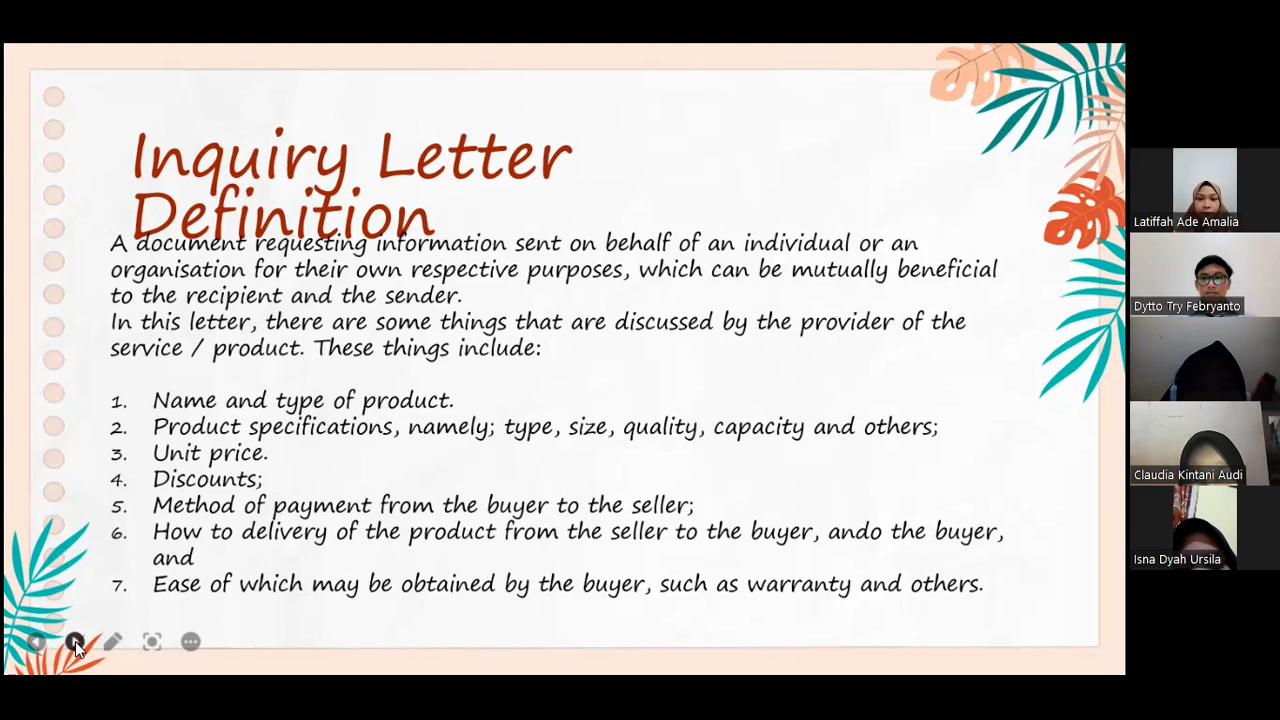 Inquiry Letter
Definition
A document requesting information sent on behalf of an individual or an
organisation for their own respective purposes, which can be mutually beneficial
to the recipient and the sender.
In this letter, there are some things that are discussed by the provider of the
service / product. These things include:
1. Name and type of product.
2. Product specifications, namely; type, size, quality, capacity and others;
3. Unit price.
4. Discounts;
5. Method of payment from the buyer to the seller;
6. How to delivery of the product from the seller to the buyer, ando the buyer,
and
7. Ease of which may be obtained by the buyer, such as warranty and others.
Latiffah Ade Amalia
Dytto Try Febryanto
Claudia Kintani Audi
Isna Dyah Ursila